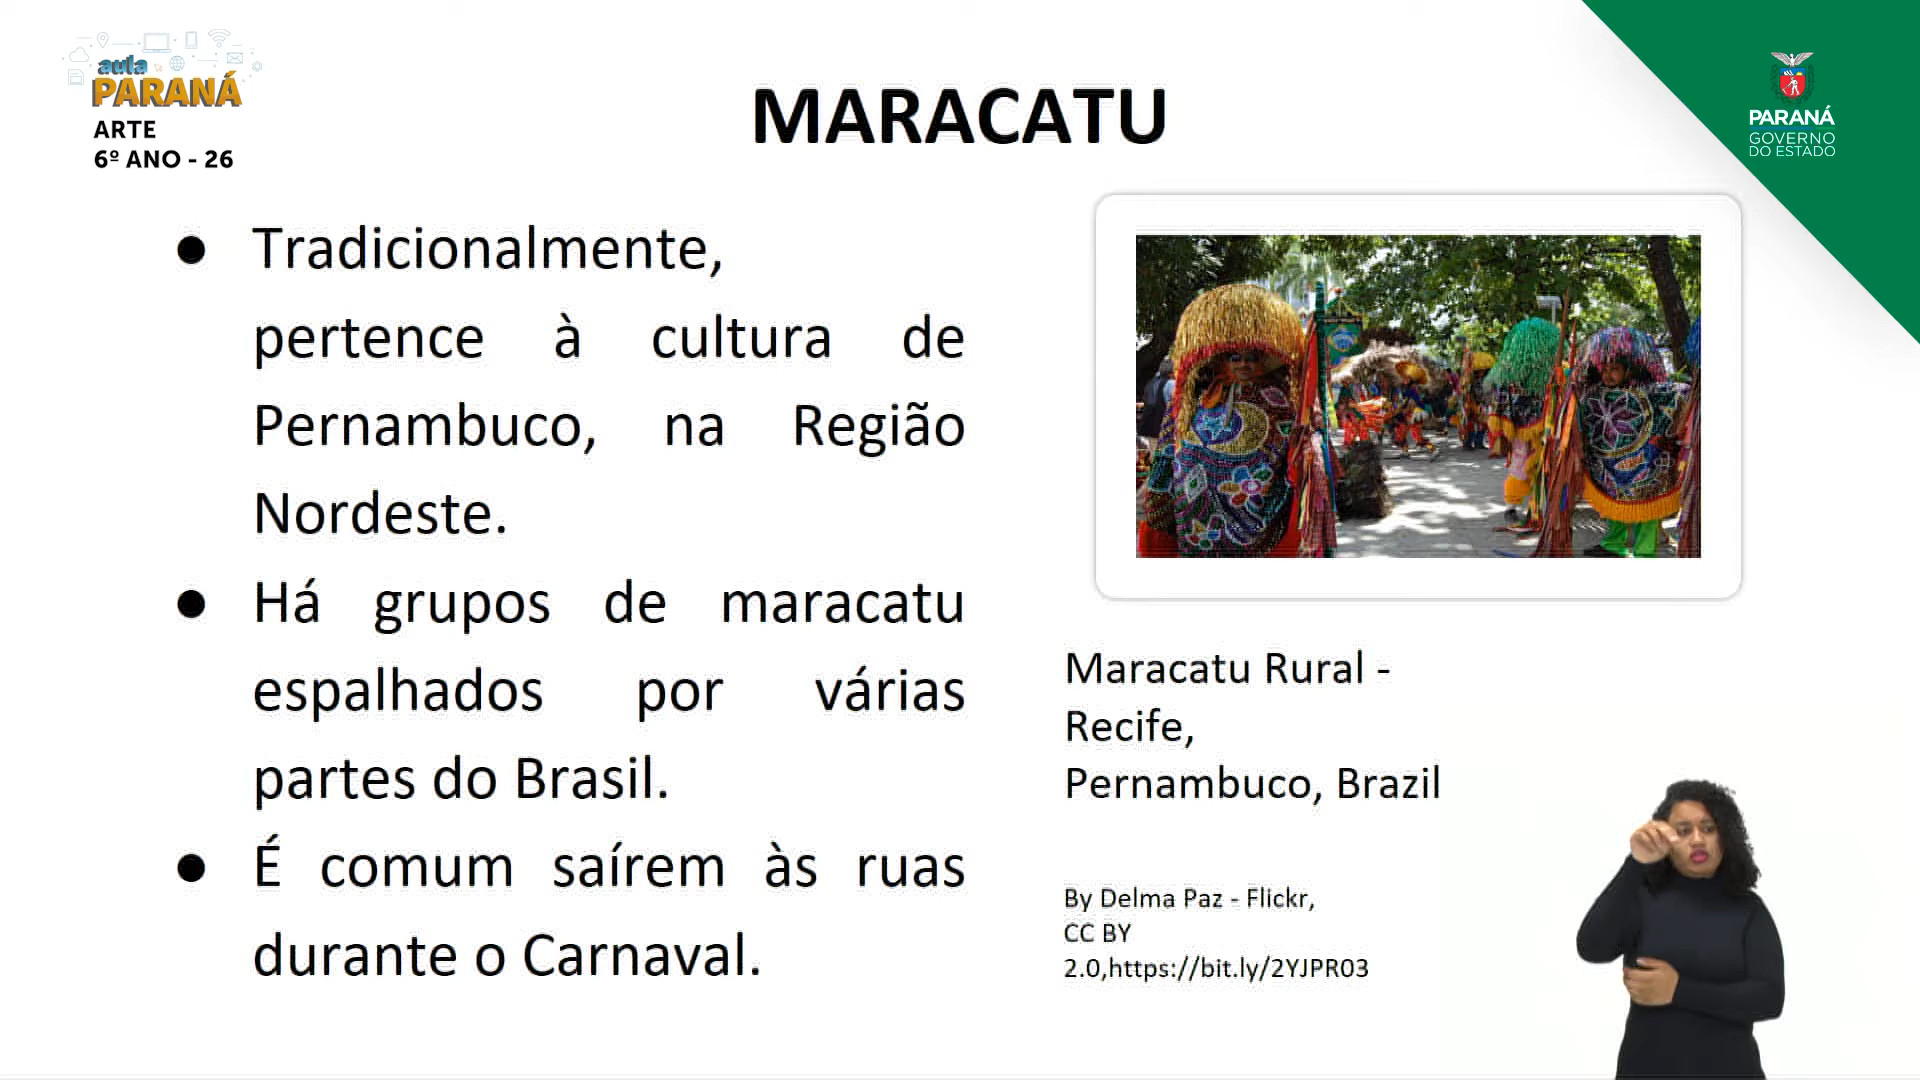 aula
PARANÁ
ARTE
6º ANO - 26
MARACATU
PARANÁ
GOVERNO
DO ESTADO
● Tradicionalmente,
pertence à cultura de
Pernambuco, na Região
Nordeste.
● Há grupos de maracatu
espalhados por várias
partes do Brasil.
● É comum saírem às ruas
durante o Carnaval.
Maracatu Rural -
Recife,
Pernambuco, Brazil
By Delma Paz - Flickr,
CC BY
2.0,https://bit.ly/2YJPR03